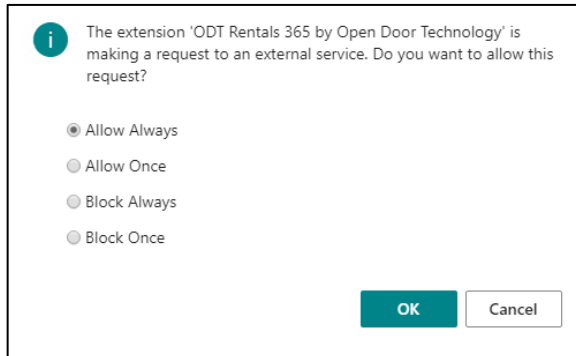 The extension 'ODT Rentals 365 by Open Door Technology' is
making a request to an external service. Do you want to allow this
request?
Allow Always
Allow Once
Block Always
Block Once
OK
Cancel